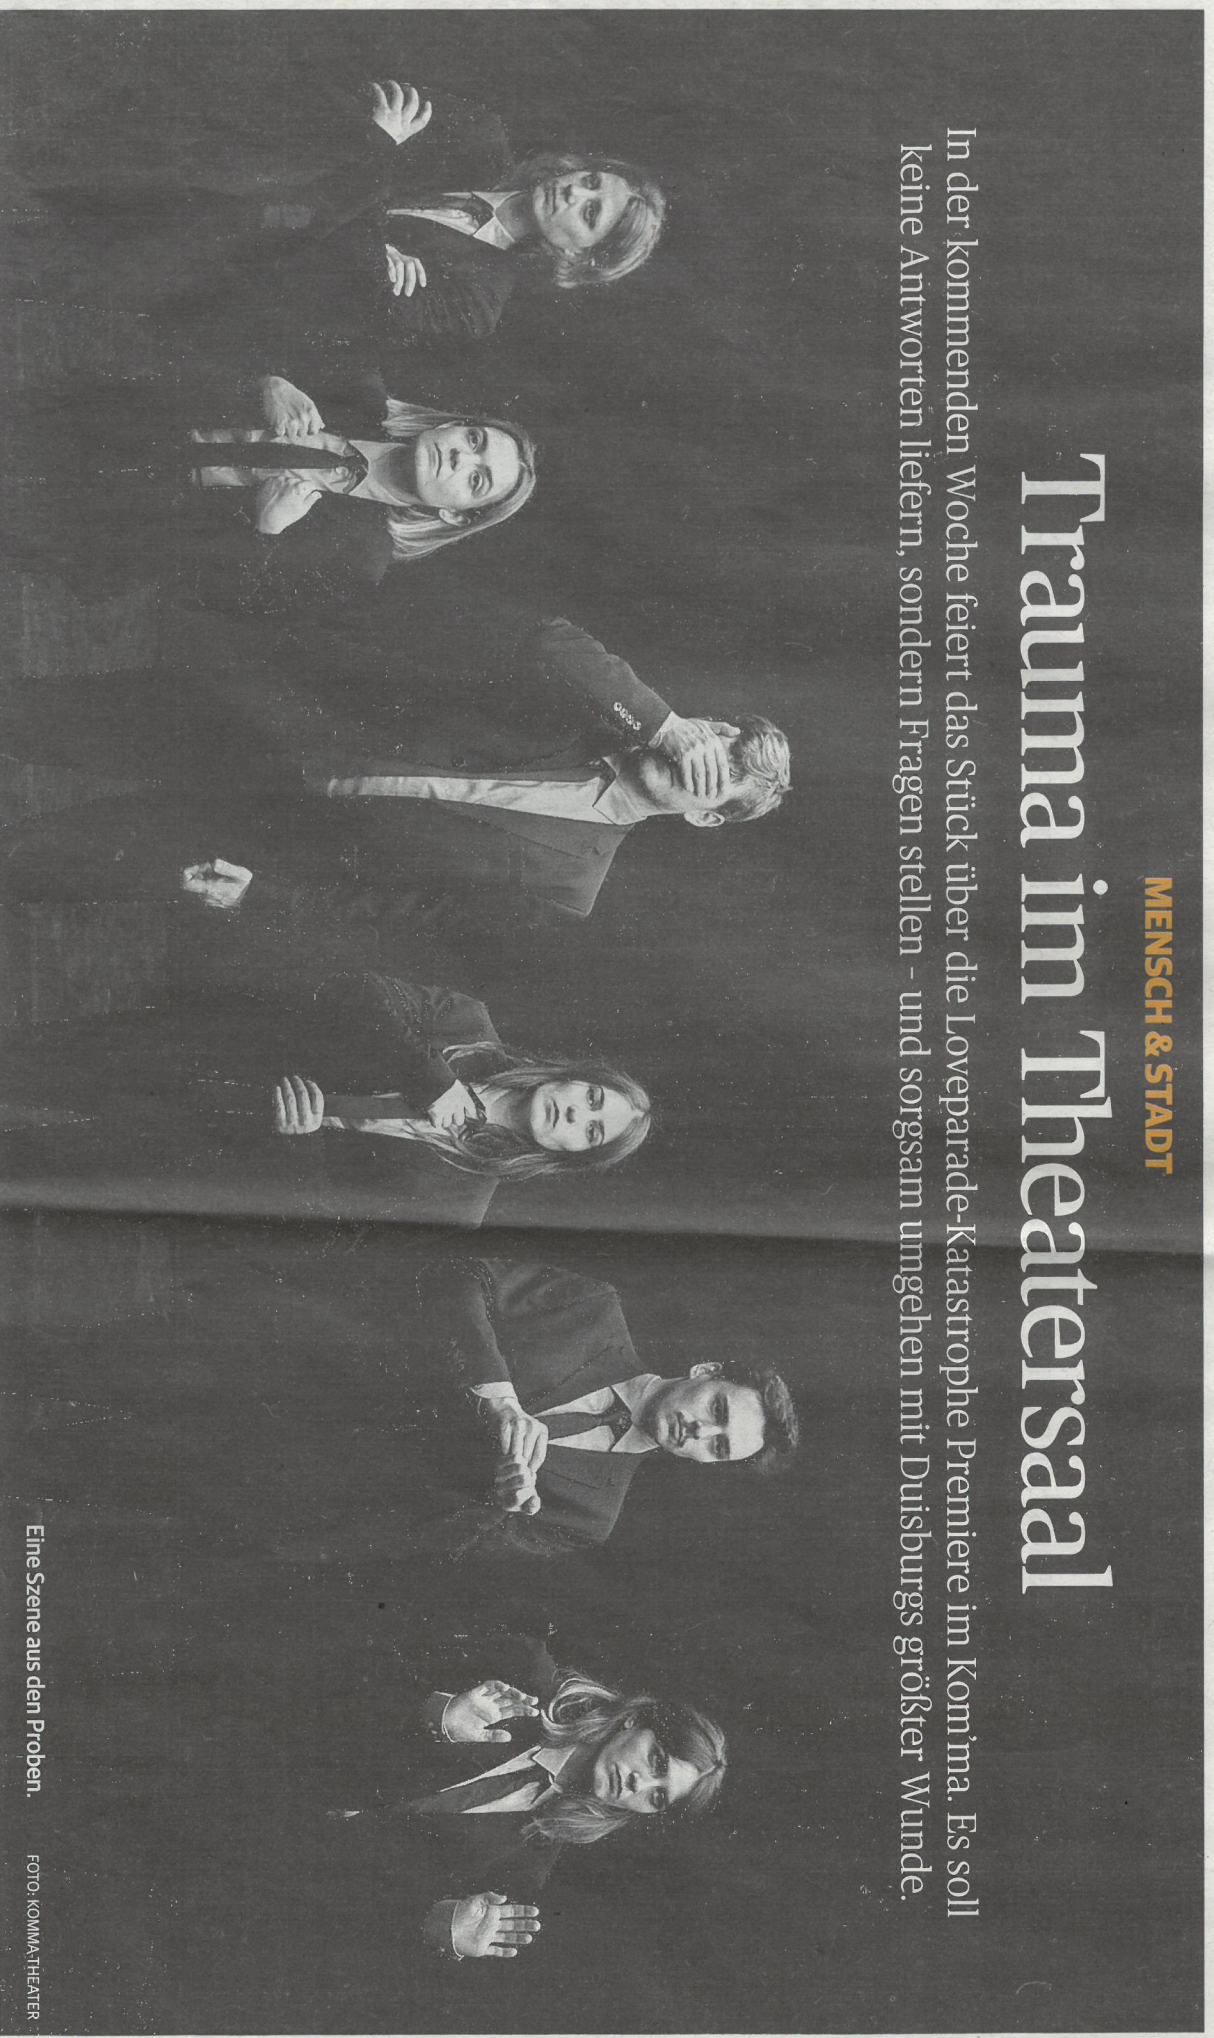 MENSCH & STADT
Trauma im Theatersaal
In der kommenden Woche feiert das Stück über die Loveparade-Katastrophe Premiere im Kom'ma. Es soll
keine Antworten liefern, sondern Fragen stellen – und sorgsam umgehen mit Duisburgs größter Wunde.
Eine Szene aus den Proben.
FOTO: KOMMA-THEATER